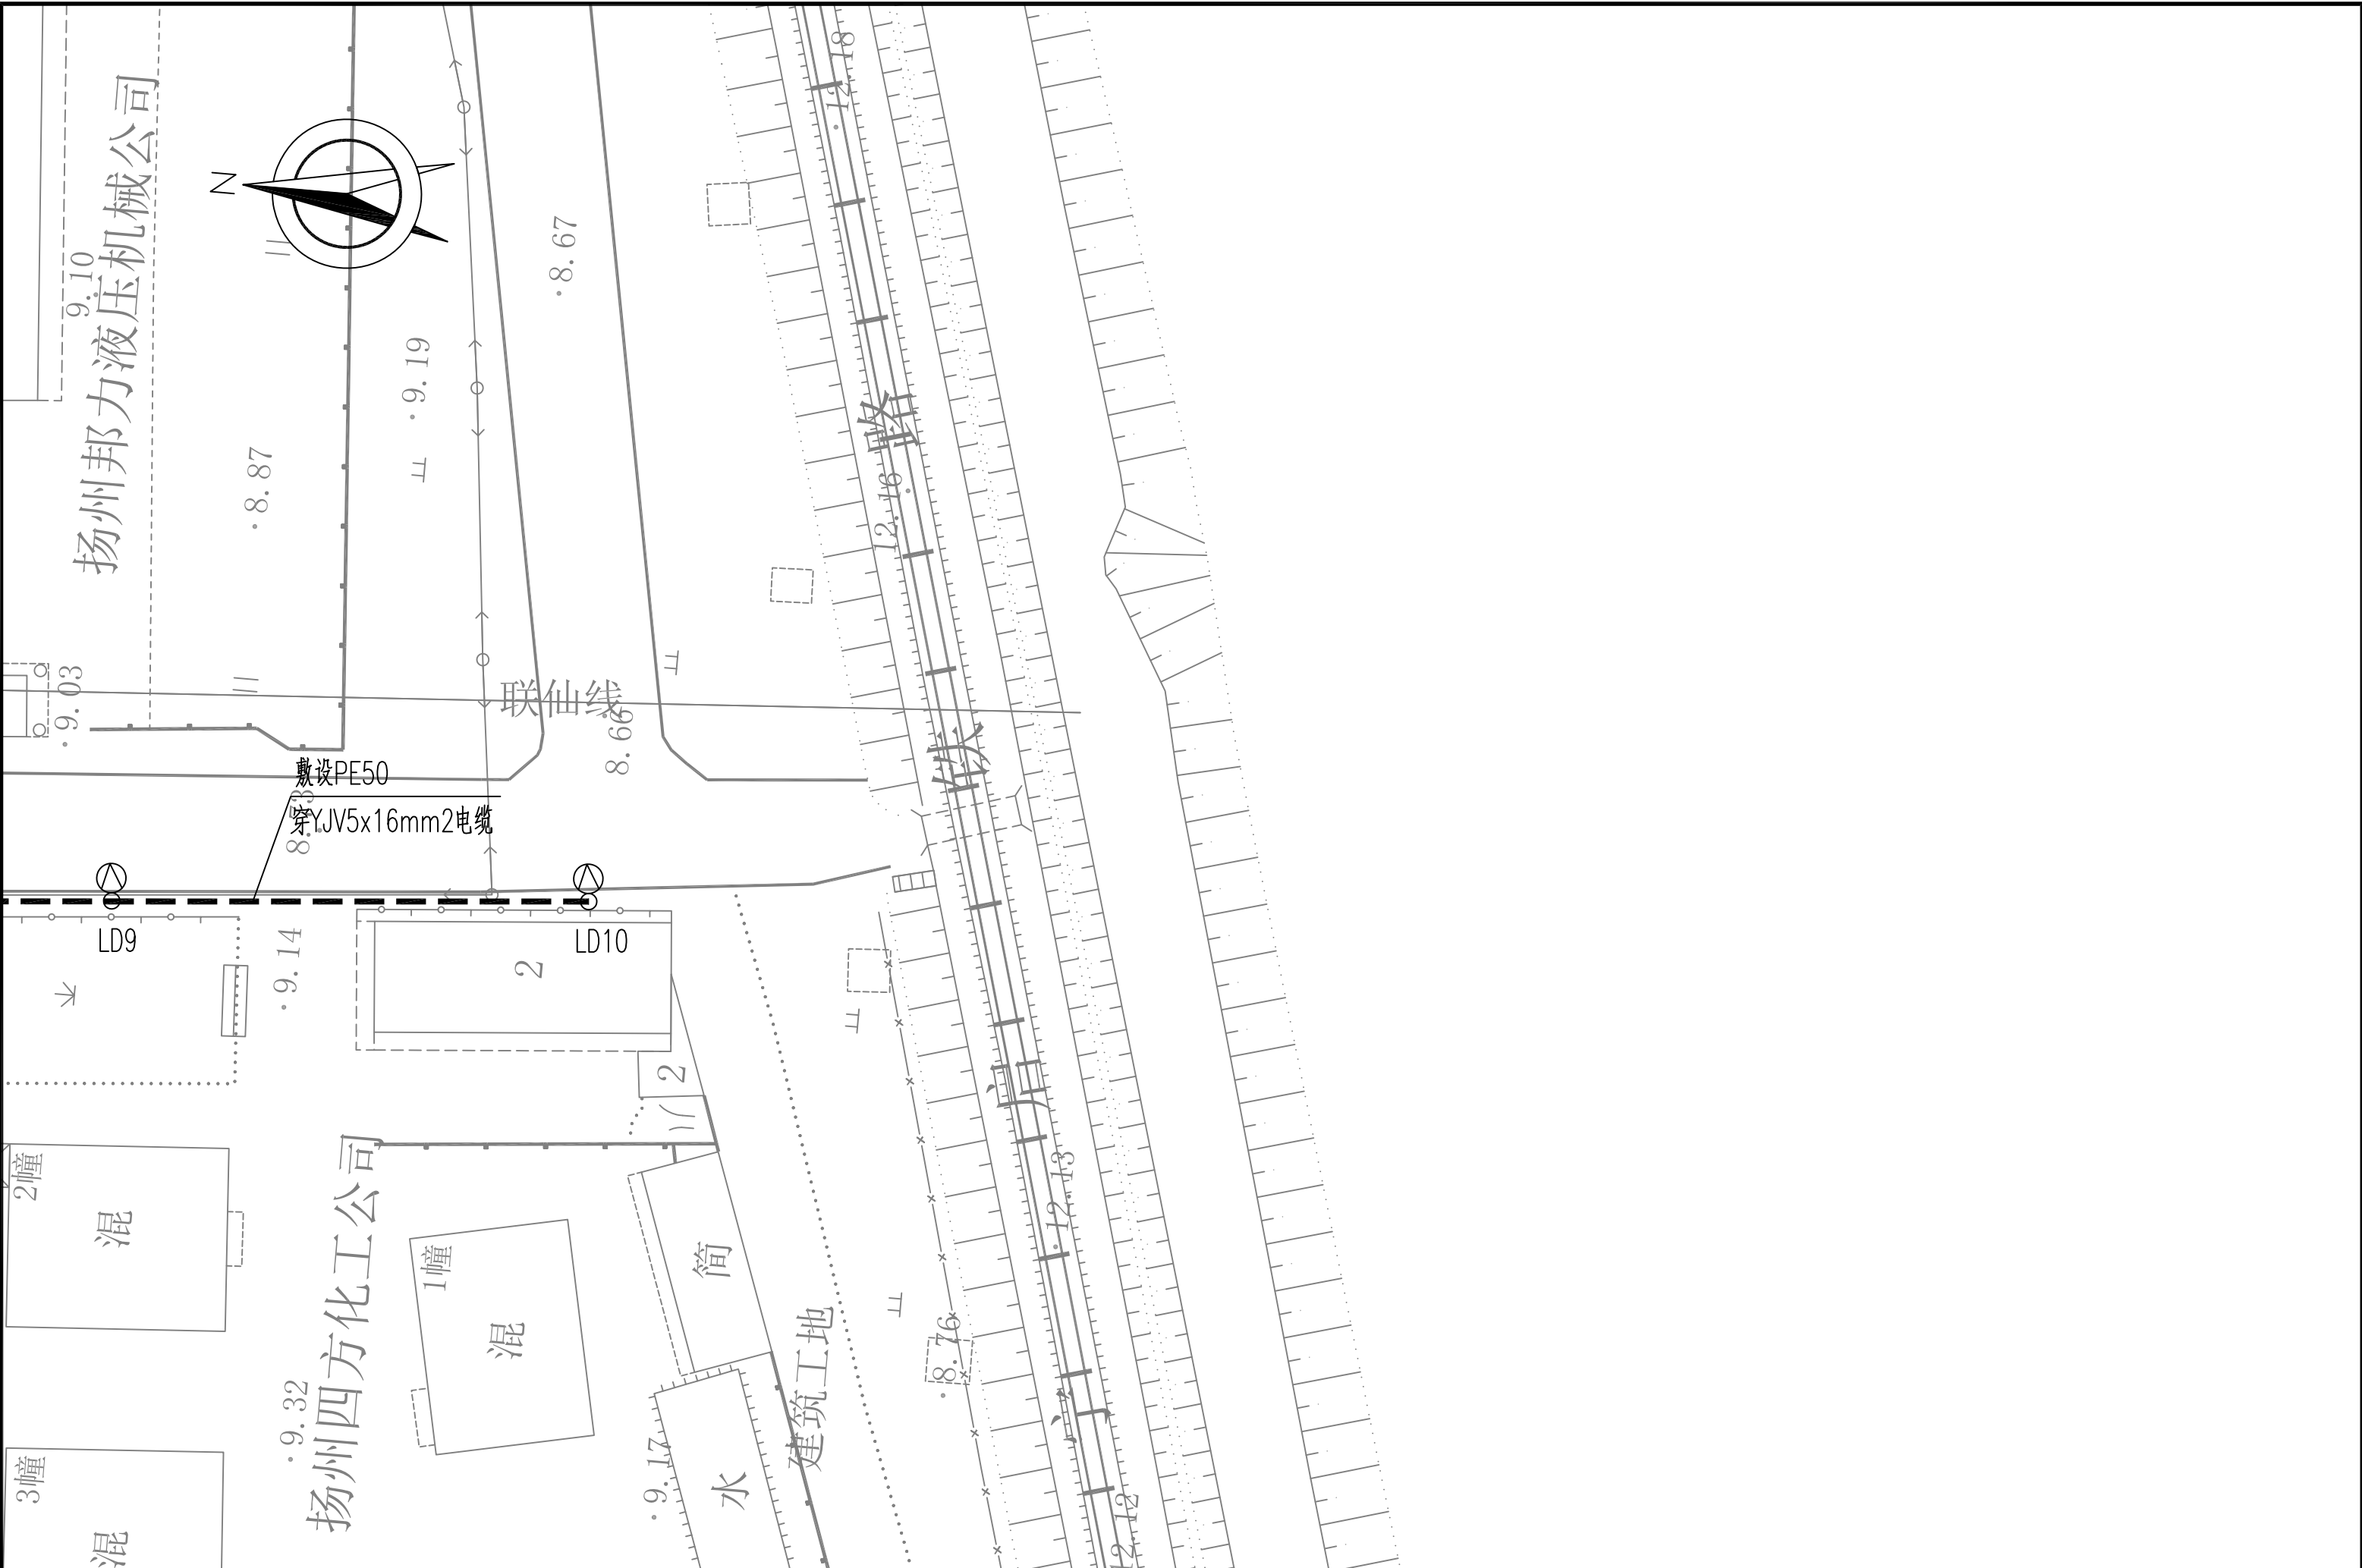 12.18
扬州邦力液压机械公司
N
8.67
9.10
9.19
8.87
12.16
9.03
联仙线
8.66
敷设PE50
穿YJV5x16mm2电缆
LD9
LD10
9.14
2
2
门
12.13
2幢
混
扬州四方化工公司
1幢
混
简
建筑工地
8.76
9.32
9.17
3幢
混
水
12.12